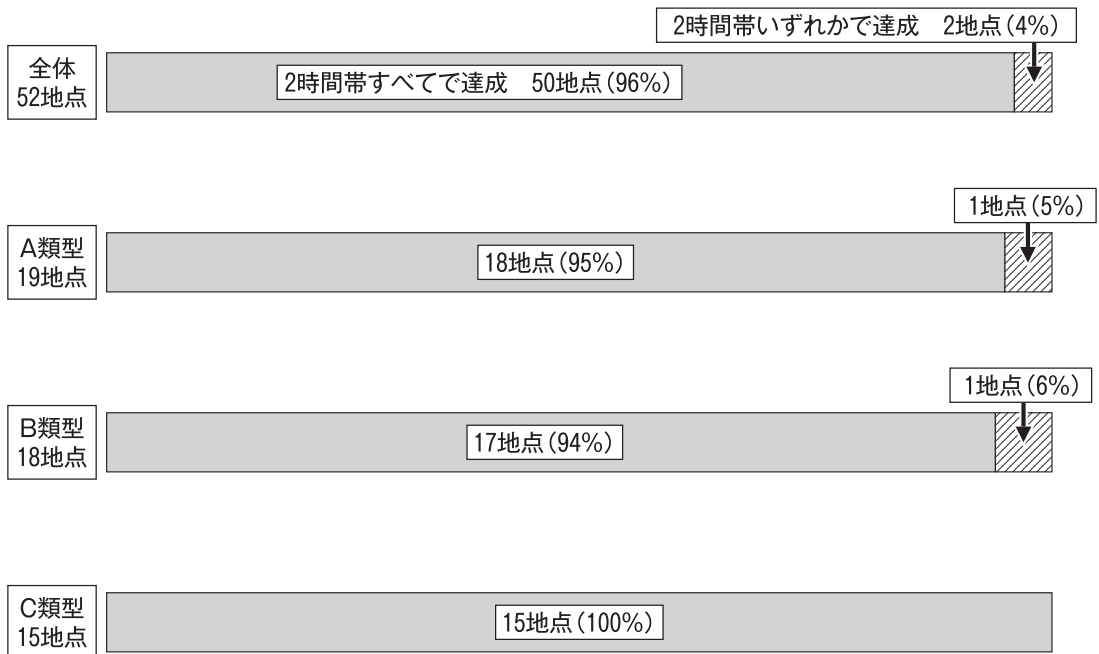 2時間帯いずれかで達成　2地点(4%)
全体
52地点
2時間帯すべてで達成　50地点(96%)
1地点(5%)
A類型
19地点
18地点(95%)
1地点(6%)
B類型
18地点
17地点(94%)
C類型
15地点
15地点(100%)